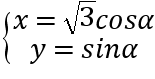 x = √3cosα
y = sinα